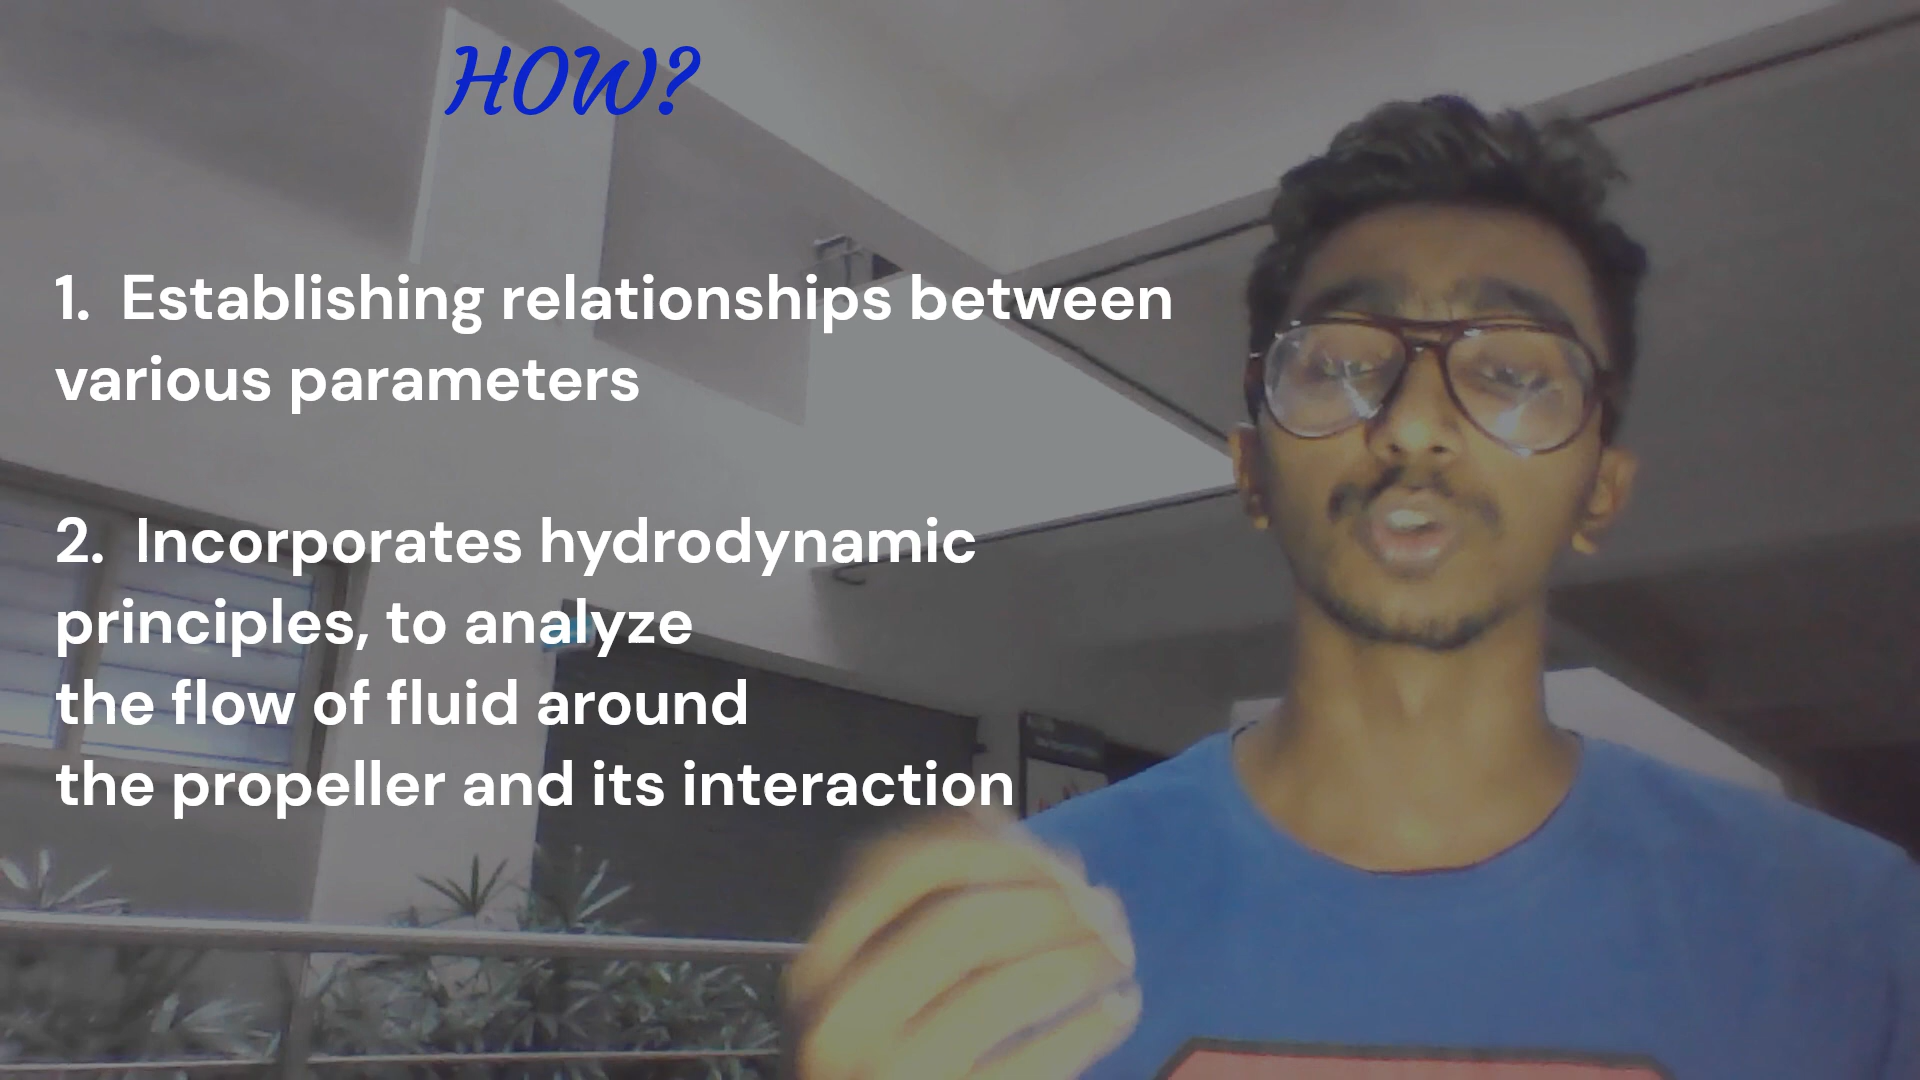 HOW?
1. Establishing relationships between
various parameters
2. Incorporates hydrodynamic
principles, to analyze
the flow of fluid around
the propeller and its interaction